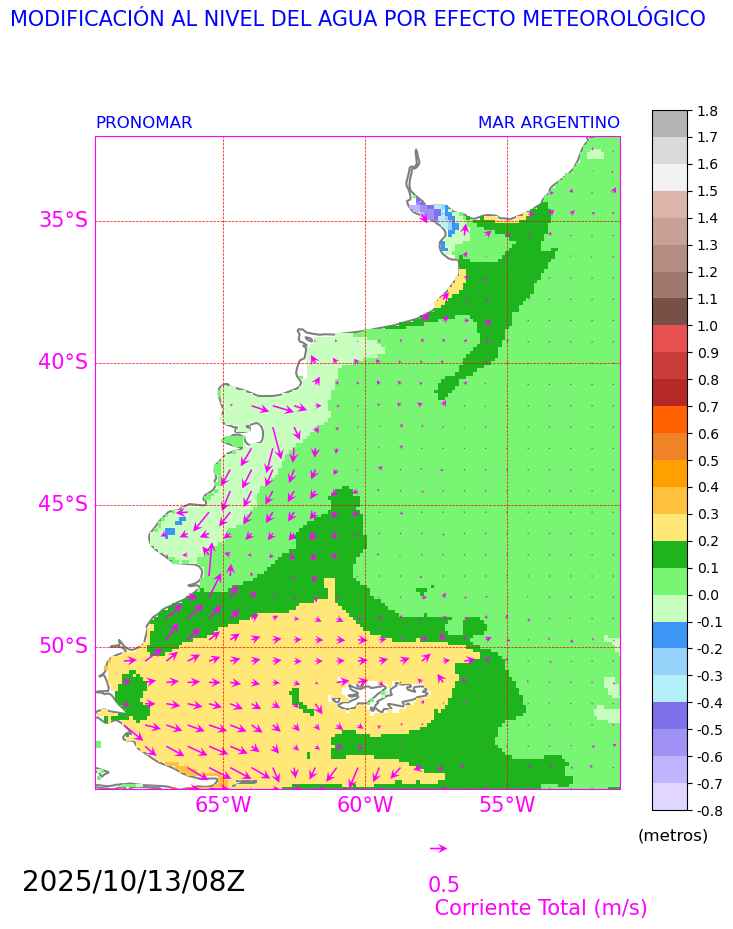 MODIFICACIÓN AL NIVEL DEL AGUA POR EFECTO METEOROLÓGICO
PRONOMAR
MAR ARGENTINO
35°S
40°S
45°S
50°S
65°W
60°W
55°W
1.8
1.7
1.6
1.5
1.4
1.3
1.2
1.1
1.0
0.9
0.8
0.7
0.6
0.5
0.4
0.3
0.2
0.1
0.0
-0.1
-0.2
-0.3
-0.4
-0.5
-0.6
-0.7
-0.8
(metros)
2025/10/13/08Z
0.5
Corriente Total (m/s)